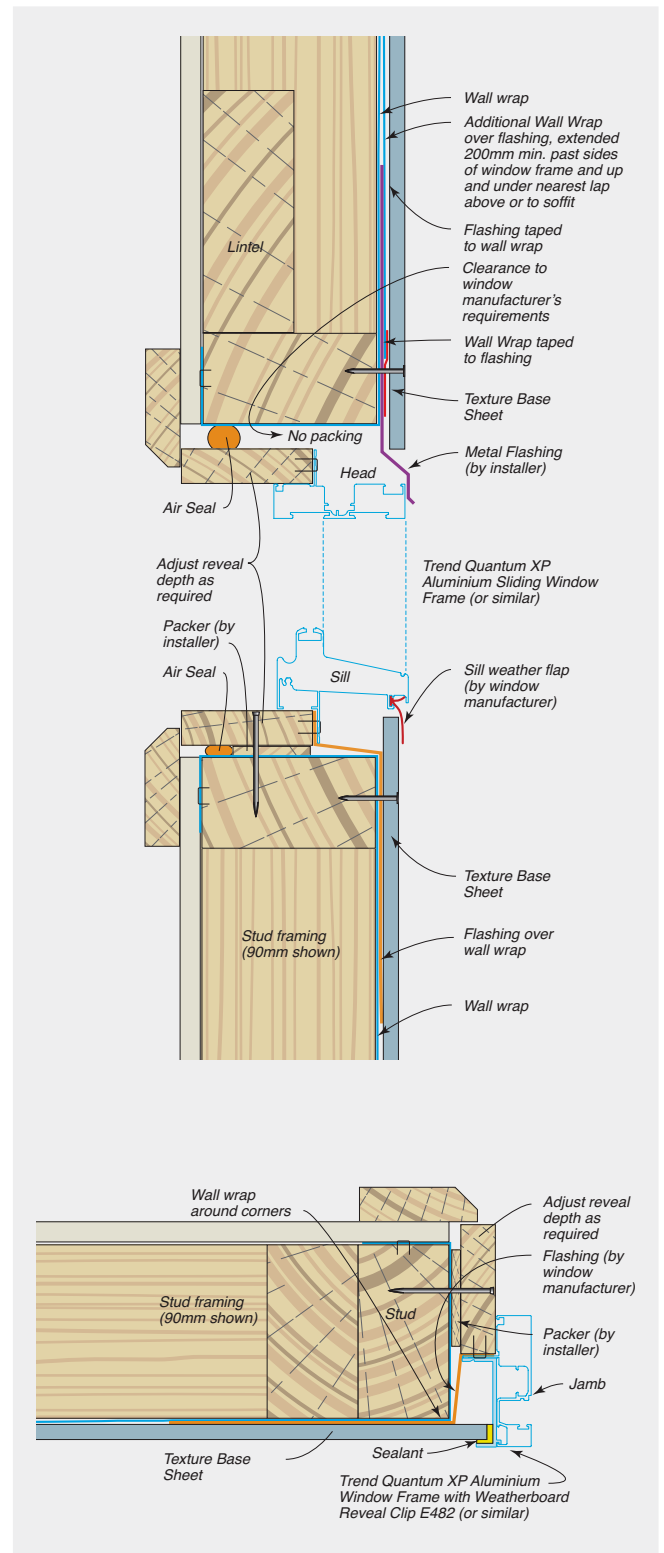 Wall wrap
Additional Wall Wrap
over flashing, extended
200mm min. past sides
of window frame and up
and under nearest lap
above or to soffit
Flashing taped
to wall wrap
Lintel
Clearance to
window
manufacturer's
requirements
Wall Wrap taped
to flashing
Texture Base
Sheet
No packing
Metal Flashing
(by installer)
Head
Air Seal
Adjust reveal
depth as
required
Trend Quantum XP
Aluminium Sliding Window
Frame (or similar)
Packer (by
installer)
Air Seal
Sill
Sill weather flap
(by window
manufacturer)
Texture Base
Sheet
Stud framing
(90mm shown)
Flashing over
wall wrap
Wall wrap
Wall wrap
around corners
Adjust reveal
depth as
required
Flashing (by
window
manufacturer)
Stud framing
(90mm shown)
Stud
Packer (by
installer)
Jamb
Texture Base
Sheet
Sealant
Trend Quantum XP Aluminium
Window Frame with Weatherboard
Reveal Clip E482 (or similar)